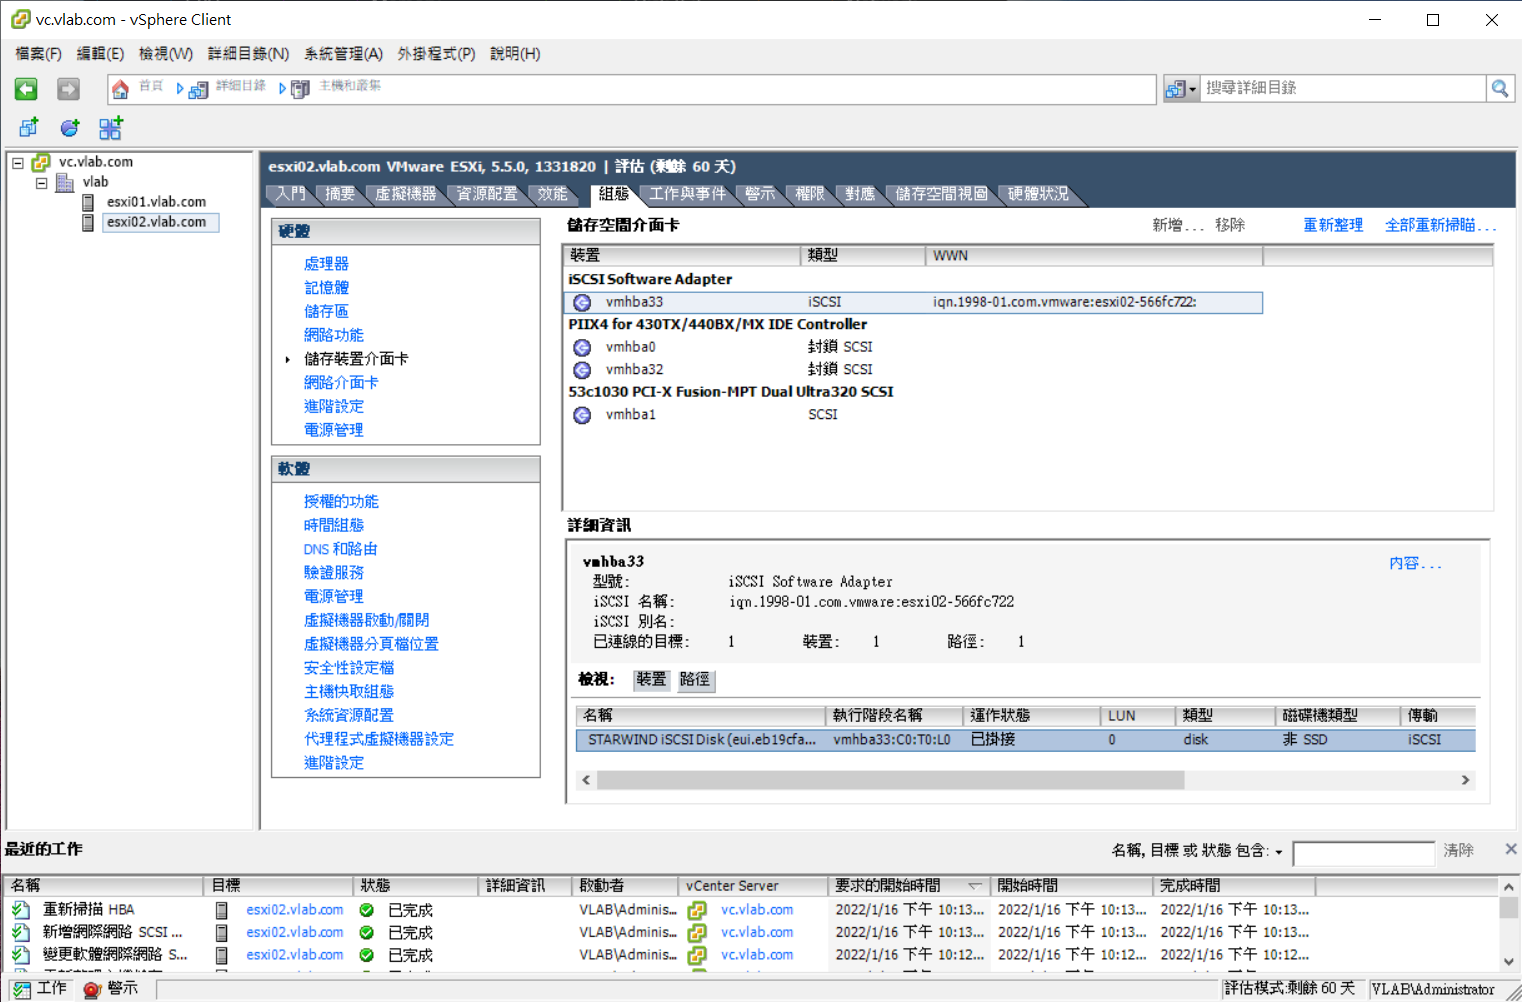 vc.vlab.com - vSphere Client
檔案(F) 編輯(E) 檢視(W) 詳細目錄(N) 系統管理(A) 外掛程式(P) 說明(H)
首頁 詳細目錄 主機和叢集 搜尋詳細目錄
vc.vlab.com
vlab
esxi01.vlab.com
esxi02.vlab.com
esxi02.vlab.com VMware ESXi, 5.5.0, 1331820 | 評估 (剩餘 60 天)
入門 摘要 虛擬機器 資源配置 效能 組態 工作與事件 警示 權限 對應 儲存空間視圖 硬體狀況
硬體
處理器
記憶體
儲存區
網路功能
儲存裝置介面卡
網路介面卡
進階設定
電源管理
軟體
授權的功能
時間組態
DNS 和路由
驗證服務
電源管理
虛擬機器啟動/關閉
虛擬機器分頁檔位置
安全性設定檔
主機快取組態
系統資源配置
代理程式虛擬機器設定
進階設定
儲存空間介面卡 新增... 移除 重新整理 全部重新掃瞄...
裝置 類型 WWN
iSCSI Software Adapter
vmhba33 iSCSI iqn.1998-01.com.vmware:esxi02-566fc722:
PIIX4 for 430TX/440BX/MX IDE Controller
vmhba0 封鎖 SCSI
vmhba32 封鎖 SCSI
53c1030 PCI-X Fusion-MPT Dual Ultra320 SCSI
vmhba1 SCSI
詳細資訊
vmhba33 內容...
型號: iSCSI Software Adapter
iSCSI 名稱: iqn.1998-01.com.vmware:esxi02-566fc722
iSCSI 別名:
已連線的目標: 1 裝置: 1 路徑: 1
檢視: 裝置 路徑
名稱 執行階段名稱 運作狀態 LUN 類型 磁碟機類型 傳輸
STARWIND iSCSI Disk (eui.eb19cfa... vmhba33:C0:T0:L0 已掛接 0 disk 非 SSD iSCSI
最近的工作 名稱, 目標 或 狀態 包含: 清除
名稱 目標 狀態 詳細資訊 啟動者 vCenter Server 要求的開始時間 開始時間 完成時間
重新掃描 HBA esxi02.vlab.com 已完成 VLAB\Adminis... vc.vlab.com 2022/1/16 下午 10:13... 2022/1/16 下午 10:13... 2022/1/16 下午 10:13...
新增網際網路 SCSI ... esxi02.vlab.com 已完成 VLAB\Adminis... vc.vlab.com 2022/1/16 下午 10:13... 2022/1/16 下午 10:13... 2022/1/16 下午 10:13...
變更軟體網際網路 S... esxi02.vlab.com 已完成 VLAB\Adminis... vc.vlab.com 2022/1/16 下午 10:12... 2022/1/16 下午 10:12... 2022/1/16 下午 10:12...
工作 警示 評估模式:剩餘 60 天 VLAB\Administrator